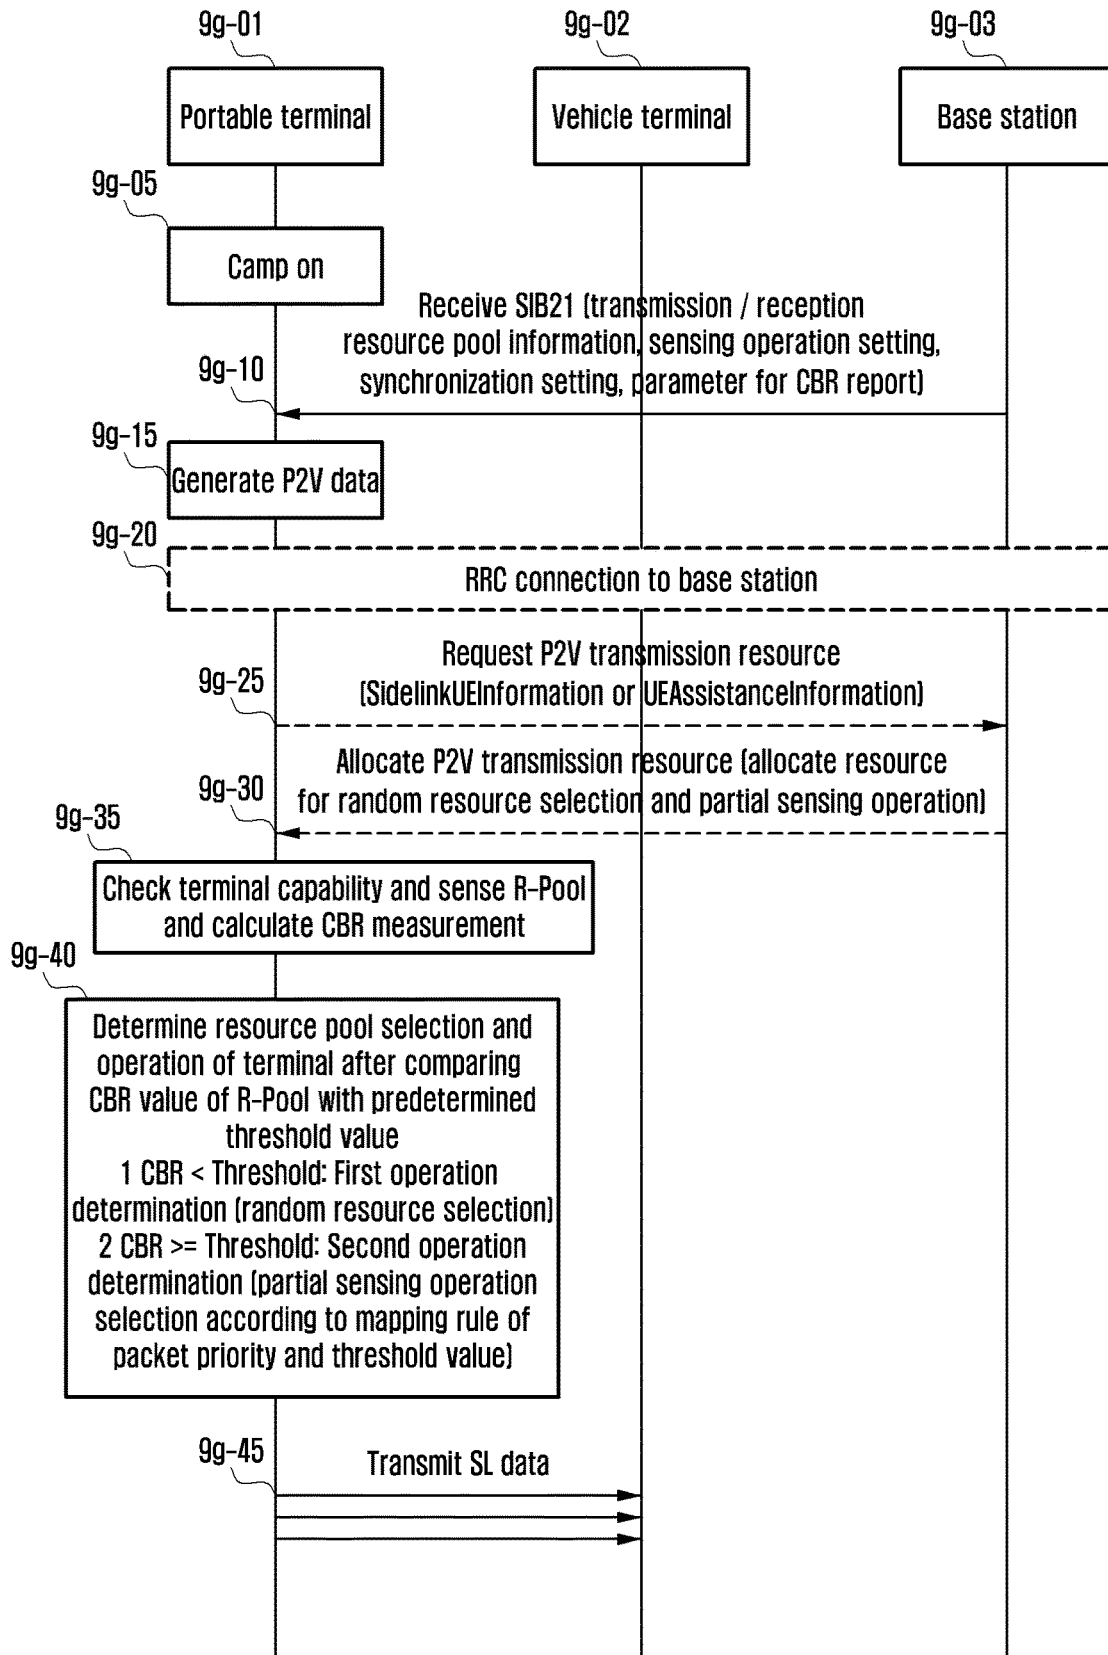 9g-01
9g-02
9g-03
Portable terminal
Vehicle terminal
Base station
9g-05
Camp on
Receive SIB21 (transmission / reception
resource pool information, sensing operation setting,
synchronization setting, parameter for CBR report)
9g-10
9g-15
Generate P2V data
9g-20
RRC connection to base station
Request P2V transmission resource
(SidelinkUEInformation or UEAssistanceInformation)
9g-25
Allocate P2V transmission resource (allocate resource
for random resource selection and partial sensing operation)
9g-30
9g-35
Check terminal capability and sense R-Pool
and calculate CBR measurement
9g-40
Determine resource pool selection and
operation of terminal after comparing
CBR value of R-Pool with predetermined
threshold value
1 CBR < Threshold: First operation
determination (random resource selection)
2 CBR >= Threshold: Second operation
determination (partial sensing operation
selection according to mapping rule of
packet priority and threshold value)
9g-45
Transmit SL data